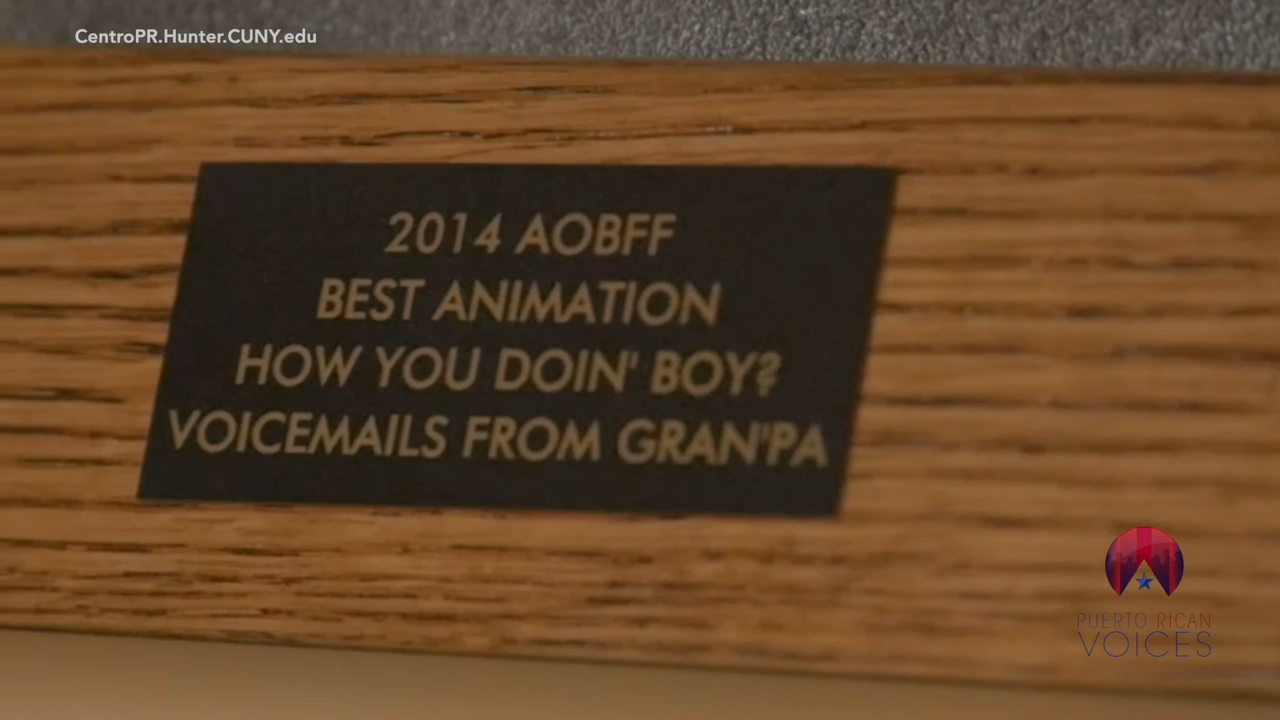 CentroPR.Hunter.CUNY.edu
2014 AOBFF
BEST ANIMATION
HOW YOU DOIN' BOY?
VOICEMAILS FROM GRAN'PA
PUERTO RICAN
VOICES